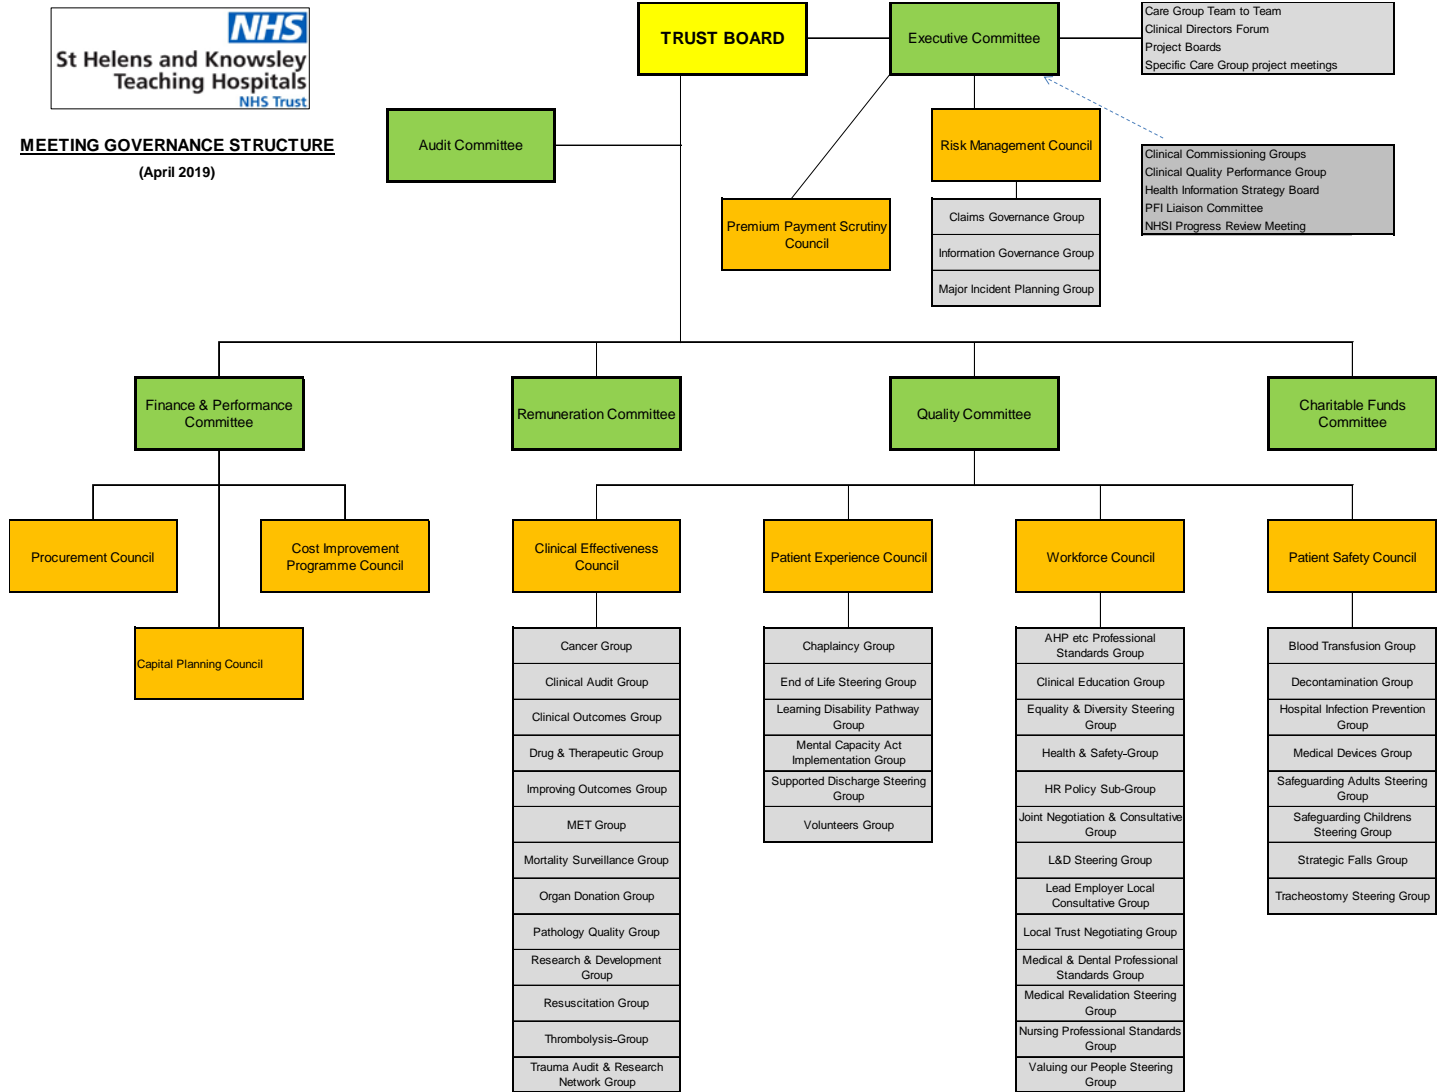 NHS
St Helens and Knowsley
Teaching Hospitals
NHS Trust
MEETING GOVERNANCE STRUCTURE
(April 2019)
TRUST BOARD
Executive Committee
Care Group Team to Team
Clinical Directors Forum
Project Boards
Specific Care Group project meetings
Audit Committee
Risk Management Council
Clinical Commissioning Groups
Clinical Quality Performance Group
Health Information Strategy Board
PFI Liaison Committee
NHSI Progress Review Meeting
Premium Payment Scrutiny
Council
Claims Governance Group
Information Governance Group
Major Incident Planning Group
Finance & Performance
Committee
Remuneration Committee
Quality Committee
Charitable Funds
Committee
Procurement Council
Cost Improvement
Programme Council
Capital Planning Council
Clinical Effectiveness
Council
Patient Experience Council
Workforce Council
Patient Safety Council
Cancer Group
Clinical Audit Group
Clinical Outcomes Group
Drug & Therapeutic Group
Improving Outcomes Group
MET Group
Mortality Surveillance Group
Organ Donation Group
Pathology Quality Group
Research & Development
Group
Resuscitation Group
Thrombolysis-Group
Trauma Audit & Research
Network Group
Chaplaincy Group
End of Life Steering Group
Learning Disability Pathway
Group
Mental Capacity Act
Implementation Group
Supported Discharge Steering
Group
Volunteers Group
AHP etc Professional
Standards Group
Clinical Education Group
Equality & Diversity Steering
Group
Health & Safety-Group
HR Policy Sub-Group
Joint Negotiation & Consultative
Group
L&D Steering Group
Lead Employer Local
Consultative Group
Local Trust Negotiating Group
Medical & Dental Professional
Standards Group
Medical Revalidation Steering
Group
Nursing Professional Standards
Group
Valuing our People Steering
Group
Blood Transfusion Group
Decontamination Group
Hospital Infection Prevention
Group
Medical Devices Group
Safeguarding Adults Steering
Group
Safeguarding Childrens
Steering Group
Strategic Falls Group
Tracheostomy Steering Group